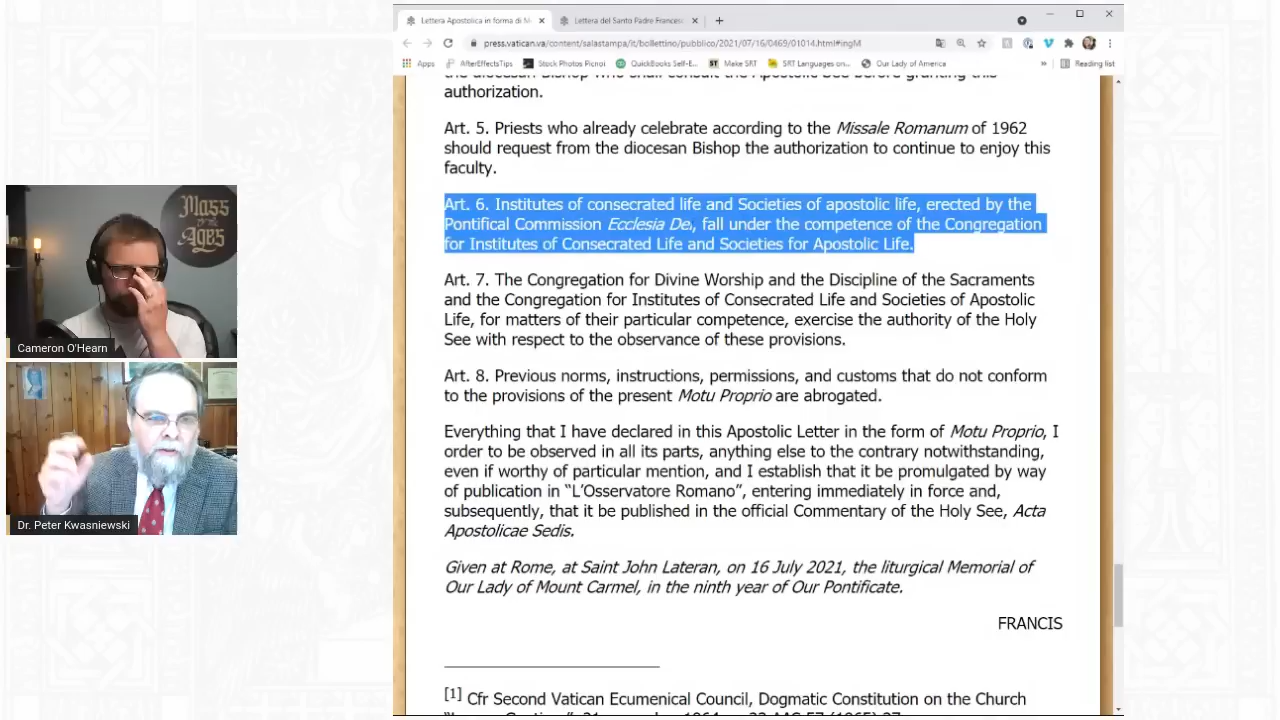 Lettera Apostolica in forma di M
Lettera del Santo Padre Frances
press.vatican.va/content/salastampa/it/bollettino/pubblico/2021/07/16/0469/01014.html#ingM
Apps
AfterEffectsTips
Stock Photos Picnoi
QuickBooks Self-E...
ST Make SRT
SRT Languages on...
Our Lady of America
»
Reading list
the diocesan Bishop who shall consult the Apostolic See before granting this
authorization.
Art. 5. Priests who already celebrate according to the Missale Romanum of 1962
should request from the diocesan Bishop the authorization to continue to enjoy this
faculty.
Art. 6. Institutes of consecrated life and Societies of apostolic life, erected by the
Pontifical Commission Ecclesia Dei, fall under the competence of the Congregation
for Institutes of Consecrated Life and Societies for Apostolic Life.
Art. 7. The Congregation for Divine Worship and the Discipline of the Sacraments
and the Congregation for Institutes of Consecrated Life and Societies of Apostolic
Life, for matters of their particular competence, exercise the authority of the Holy
See with respect to the observance of these provisions.
Art. 8. Previous norms, instructions, permissions, and customs that do not conform
to the provisions of the present Motu Proprio are abrogated.
Everything that I have declared in this Apostolic Letter in the form of Motu Proprio, I
order to be observed in all its parts, anything else to the contrary notwithstanding,
even if worthy of particular mention, and I establish that it be promulgated by way
of publication in “L’Osservatore Romano”, entering immediately in force and,
subsequently, that it be published in the official Commentary of the Holy See, Acta
Apostolicae Sedis.
Given at Rome, at Saint John Lateran, on 16 July 2021, the liturgical Memorial of
Our Lady of Mount Carmel, in the ninth year of Our Pontificate.
FRANCIS
[1] Cfr Second Vatican Ecumenical Council, Dogmatic Constitution on the Church
Mass
of the
Ages
Cameron O'Hearn
Dr. Peter Kwasniewski